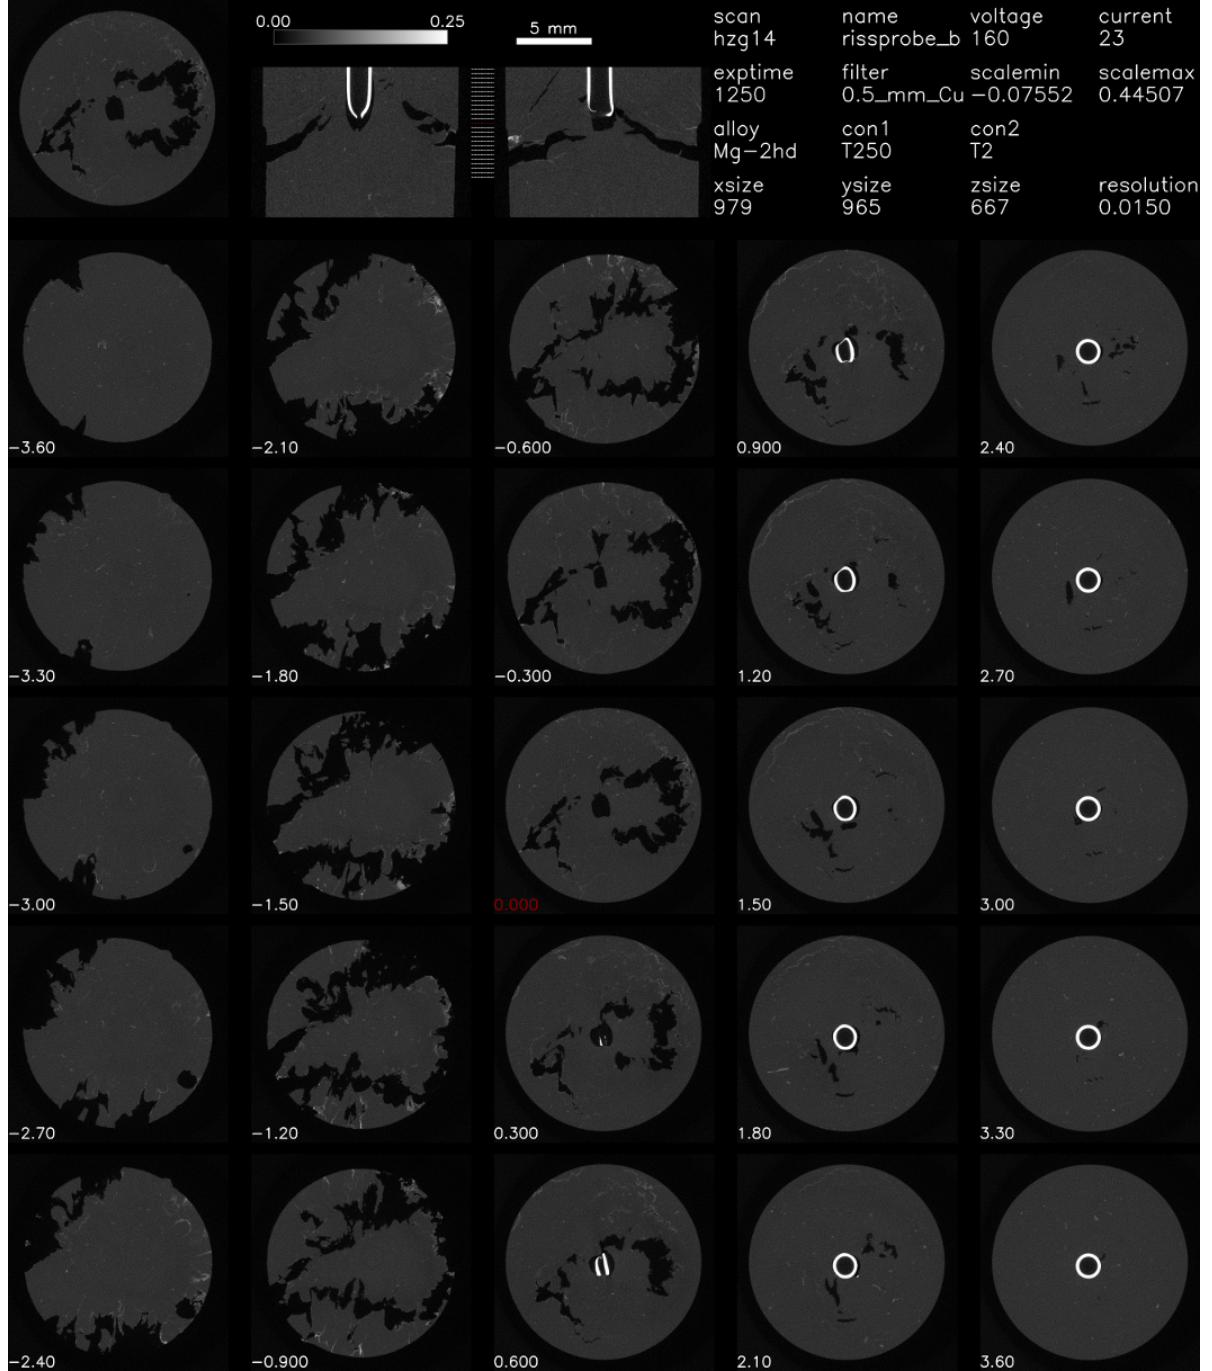 0.00 0.25
5 mm
scan name voltage current
hzg14 rissprobe_b 160 23
exptime filter scalemin scalemax
1250 0.5_mm_Cu -0.07552 0.44507
alloy con1 con2
Mg-2hd T250 T2
xsize ysize zsize resolution
979 965 667 0.0150
-3.60 -2.10 -0.600 0.900 2.40
-3.30 -1.80 -0.300 1.20 2.70
-3.00 -1.50 0.000 1.50 3.00
-2.70 -1.20 0.300 1.80 3.30
-2.40 -0.900 0.600 2.10 3.60